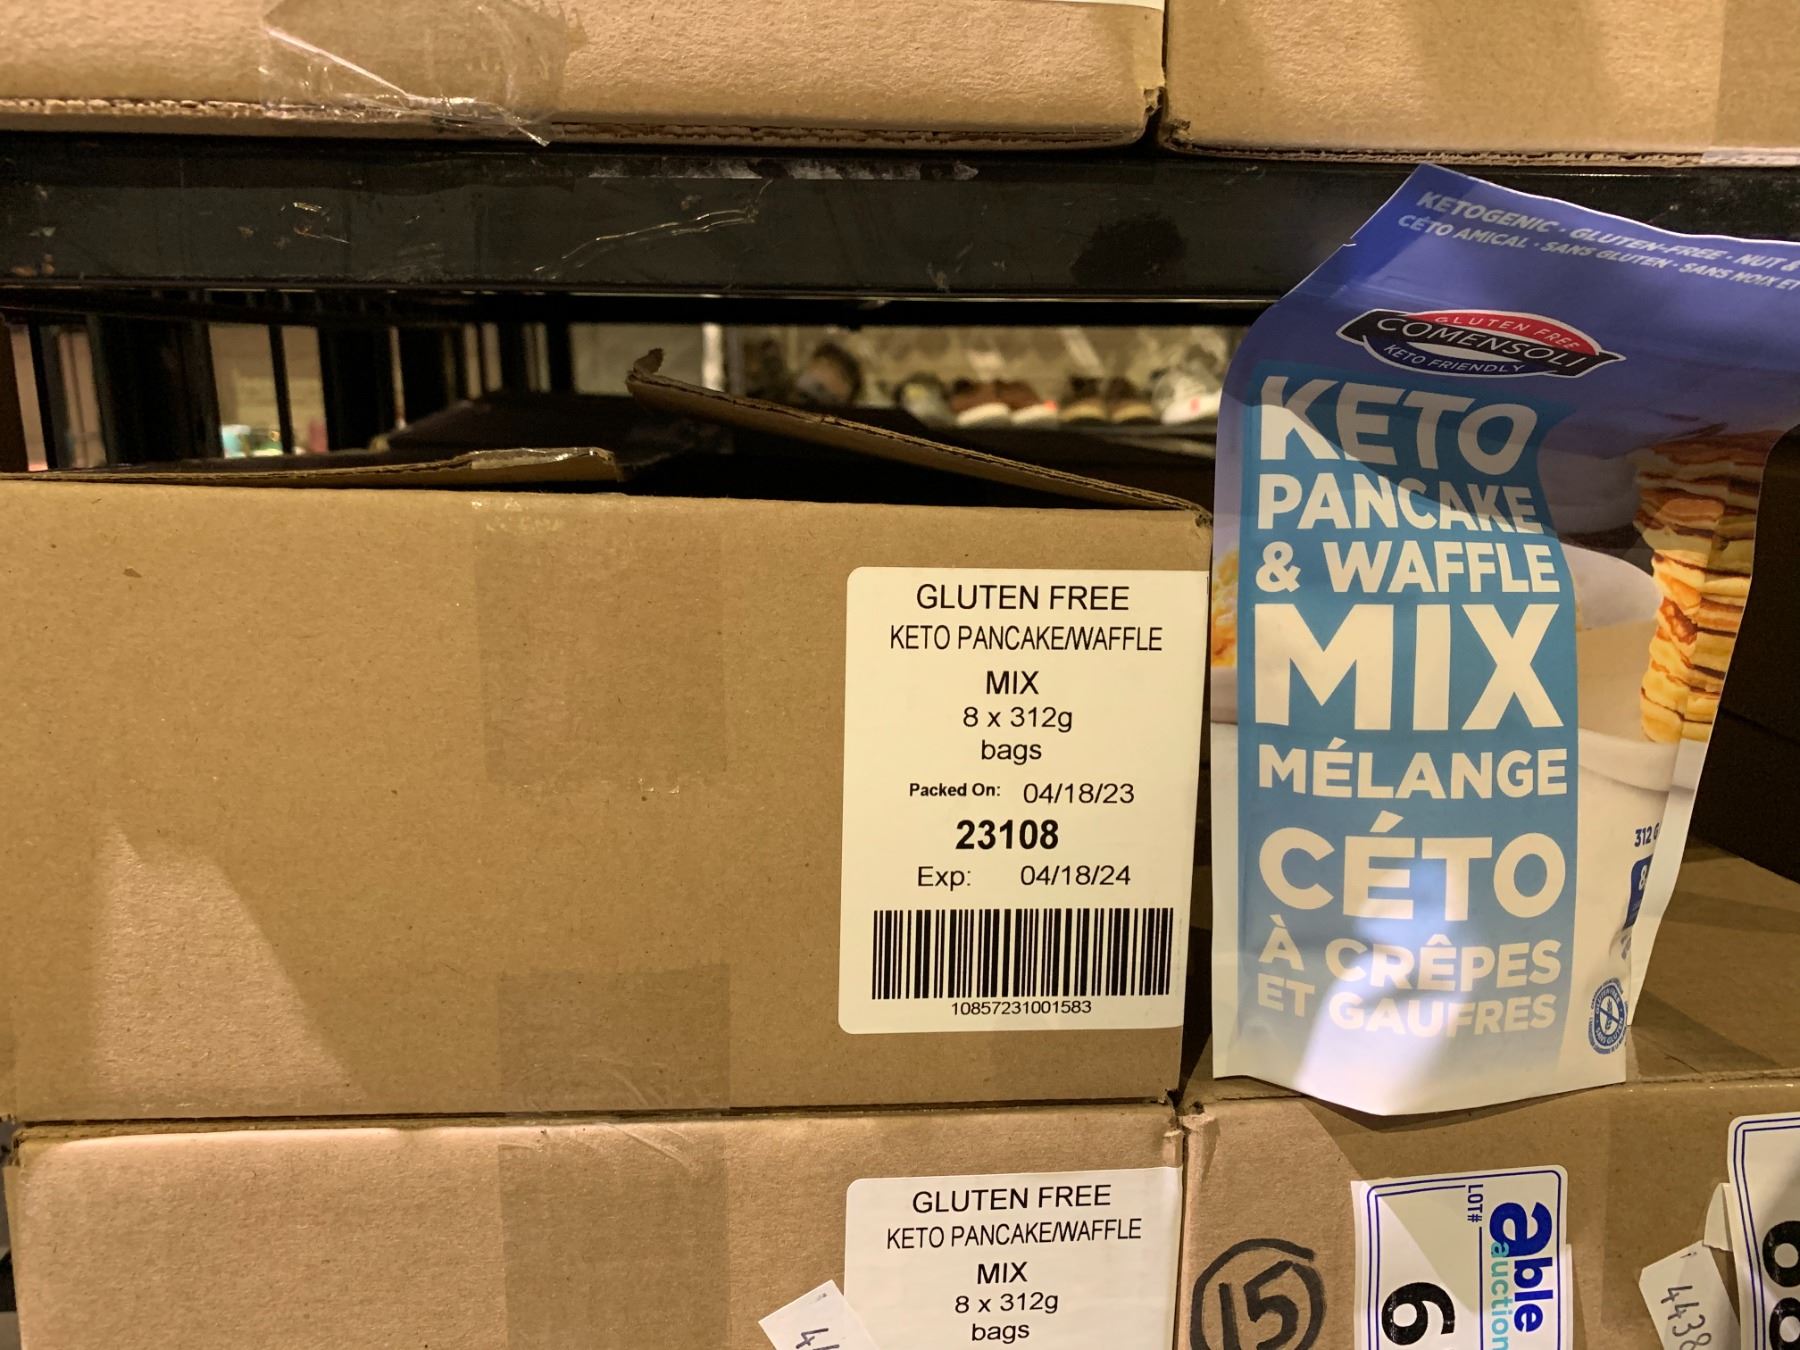 GLUTEN FREE
KETO PANCAKE/WAFFLE
MIX
8 x 312g
bags
Packed On: 04/18/23
23108
Exp: 04/18/24
10857231001583
KETOGENIC · GLUTEN-FREE · NUT &
CÉTO AMICAL · SANS GLUTEN · SANS NOIX ET
GLUTEN FREE
COMENSOLI
KETO FRIENDLY
KETO
PANCAKE
& WAFFLE
MIX
MÉLANGE
CÉTO
À CRÊPES
ET GAUFRES
312 G
8
GLUTEN FREE
KETO PANCAKE/WAFFLE
MIX
8 x 312g
bags
15
able
auction
LOT#
6
4438